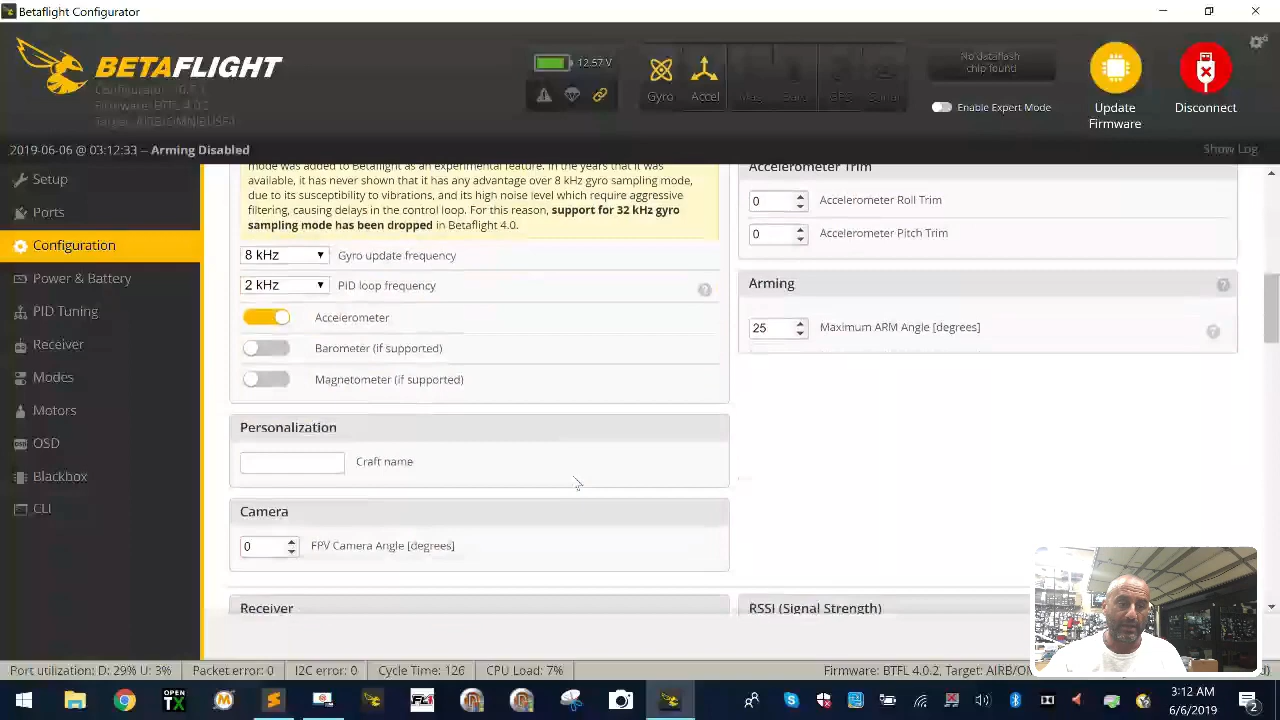 Betaflight Configurator
BETAFLIGHT
12.57 V
Gyro
Accel
No dataflash
chip found
Enable Expert Mode
Update
Firmware
Disconnect
2019-06-06 @ 03:12:33 -- Arming Disabled
Show Log
Setup
Ports
Configuration
Power & Battery
PID Tuning
Receiver
Modes
Motors
OSD
Blackbox
CLI
mode was added to Betaflight as an experimental feature. In the years that it was
available, it has never shown that it has any advantage over 8 kHz gyro sampling mode,
due to its susceptibility to vibrations, and its high noise level which require aggressive
filtering, causing delays in the control loop. For this reason, support for 32 kHz gyro
sampling mode has been dropped in Betaflight 4.0.
8 kHz Gyro update frequency
2 kHz PID loop frequency
Accelerometer
Barometer (if supported)
Magnetometer (if supported)
Personalization
Craft name
Camera
0 FPV Camera Angle [degrees]
Receiver
Accelerometer Trim
0 Accelerometer Roll Trim
0 Accelerometer Pitch Trim
Arming
25 Maximum ARM Angle [degrees]
RSSI (Signal Strength)
Port utilization: D: 29% U: 3% Packet error: 0 I2C error: 0 Cycle Time: 126 CPU Load: 7% Firmware: BTFL 4.0.2, Target: AIRB/
OPEN
TX
3:12 AM
6/6/2019
2